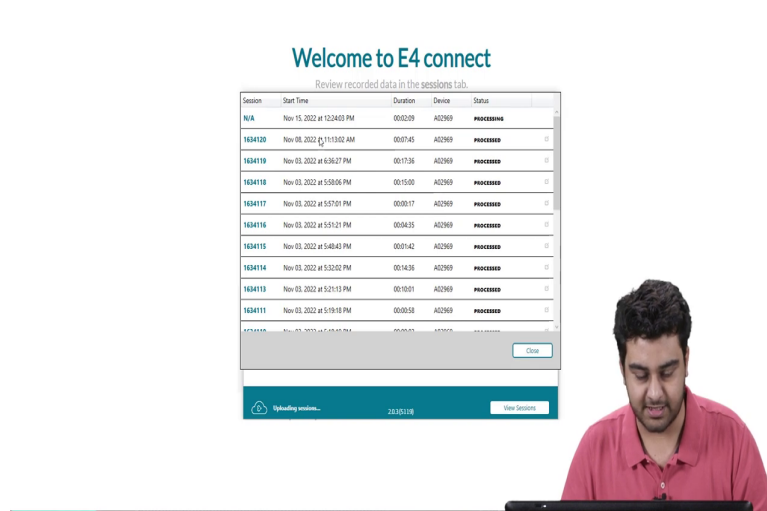 Welcome to E4 connect
Review recorded data in the sessions tab.
Session Start Time Duration Device Status
N/A Nov 15, 2022 at 12:24:03 PM 00:02:09 A02969 PROCESSING
1634120 Nov 08, 2022 at 11:13:02 AM 00:07:45 A02969 PROCESSED
1634119 Nov 03, 2022 at 6:36:27 PM 00:17:36 A02969 PROCESSED
1634118 Nov 03, 2022 at 5:58:06 PM 00:15:00 A02969 PROCESSED
1634117 Nov 03, 2022 at 5:57:01 PM 00:00:17 A02969 PROCESSED
1634116 Nov 03, 2022 at 5:51:21 PM 00:04:35 A02969 PROCESSED
1634115 Nov 03, 2022 at 5:48:43 PM 00:01:42 A02969 PROCESSED
1634114 Nov 03, 2022 at 5:32:02 PM 00:14:36 A02969 PROCESSED
1634113 Nov 03, 2022 at 5:21:13 PM 00:10:01 A02969 PROCESSED
1634111 Nov 03, 2022 at 5:19:18 PM 00:00:58 A02969 PROCESSED
Close
Uploading sessions... 2.0.3(5119) View Sessions